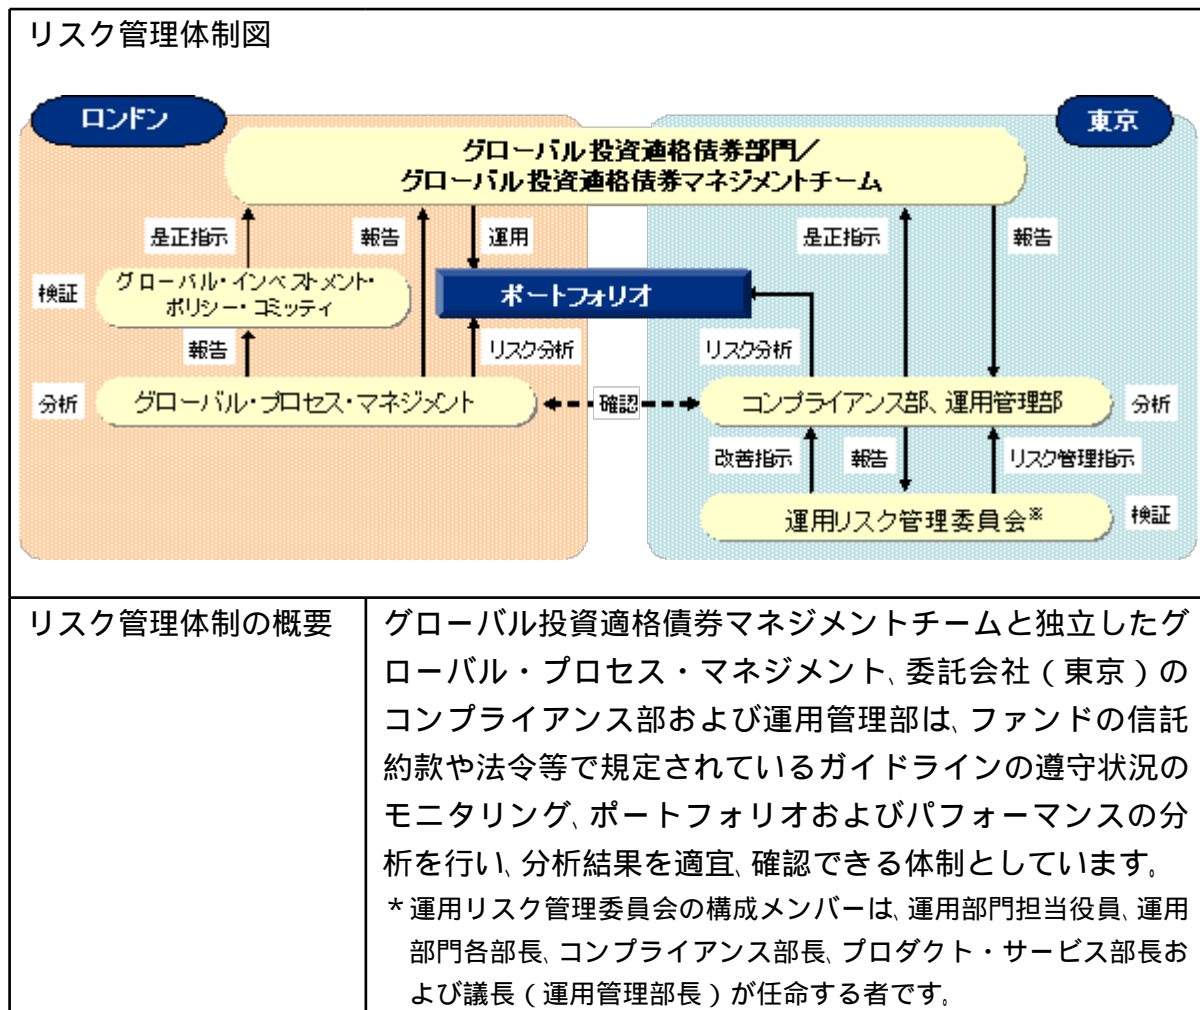 リスク管理体制図
ロンドン
東京
グローバル投資適格債券部門／
グローバル投資適格債券マネジメントチーム
是正指示
報告
運用
是正指示
報告
検証
グローバル・インベストメント・
ポリシー・コミッティ
ポートフォリオ
報告
リスク分析
リスク分析
分析
グローバル・プロセス・マネジメント
確認
コンプライアンス部、運用管理部
分析
改善指示
報告
リスク管理指示
運用リスク管理委員会※
検証
リスク管理体制の概要
グローバル投資適格債券マネジメントチームと独立したグ
ローバル・プロセス・マネジメント、委託会社（東京）の
コンプライアンス部および運用管理部は、ファンドの信託
約款や法令等で規定されているガイドラインの遵守状況の
モニタリング、ポートフォリオおよびパフォーマンスの分
析を行い、分析結果を適宜、確認できる体制としています。
＊運用リスク管理委員会の構成メンバーは、運用部門担当役員、運用
部門各部長、コンプライアンス部長、プロダクト・サービス部長お
よび議長（運用管理部長）が任命する者です。